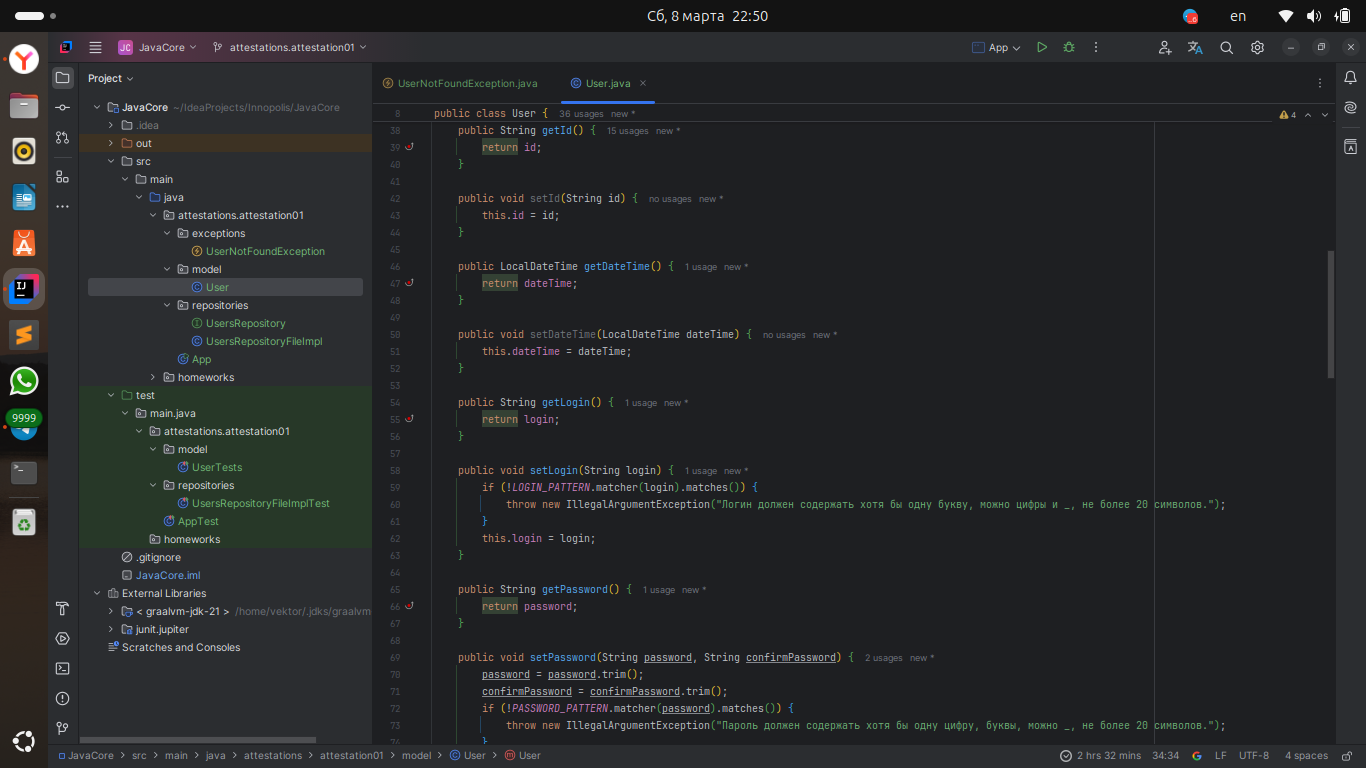 Сб, 8 марта 22:50
en
JC JavaCore
attestations.attestation01
App
Project
UserNotFoundException.java
User.java
JavaCore ~/IdeaProjects/Innopolis/JavaCore
.idea
out
src
main
java
attestations.attestation01
exceptions
UserNotFoundException
model
User
repositories
UsersRepository
UsersRepositoryFileImpl
App
homeworks
test
main.java
attestations.attestation01
model
UserTests
repositories
UsersRepositoryFileImplTest
AppTest
homeworks
.gitignore
JavaCore.iml
External Libraries
< graalvm-jdk-21 > /home/vektor/.jdks/graalvm
junit.jupiter
Scratches and Consoles
9999
8 public class User { 36 usages new *
4
38 public String getId() { 15 usages new *
39 return id;
40 }
41
42 public void setId(String id) { no usages new *
43 this.id = id;
44 }
45
46 public LocalDateTime getDateTime() { 1 usage new *
47 return dateTime;
48 }
49
50 public void setDateTime(LocalDateTime dateTime) { no usages new *
51 this.dateTime = dateTime;
52 }
53
54 public String getLogin() { 1 usage new *
55 return login;
56 }
57
58 public void setLogin(String login) { 1 usage new *
59 if (!LOGIN_PATTERN.matcher(login).matches()) {
60 throw new IllegalArgumentException("Логин должен содержать хотя бы одну букву, можно цифры и _, не более 20 символов.");
61 }
62 this.login = login;
63 }
64
65 public String getPassword() { 1 usage new *
66 return password;
67 }
68
69 public void setPassword(String password, String confirmPassword) { 2 usages new *
70 password = password.trim();
71 confirmPassword = confirmPassword.trim();
72 if (!PASSWORD_PATTERN.matcher(password).matches()) {
73 throw new IllegalArgumentException("Пароль должен содержать хотя бы одну цифру, буквы, можно _, не более 20 символов.");
74 }
JavaCore > src > main > java > attestations > attestation01 > model > User > User
2 hrs 32 mins 34:34 LF UTF-8 4 spaces